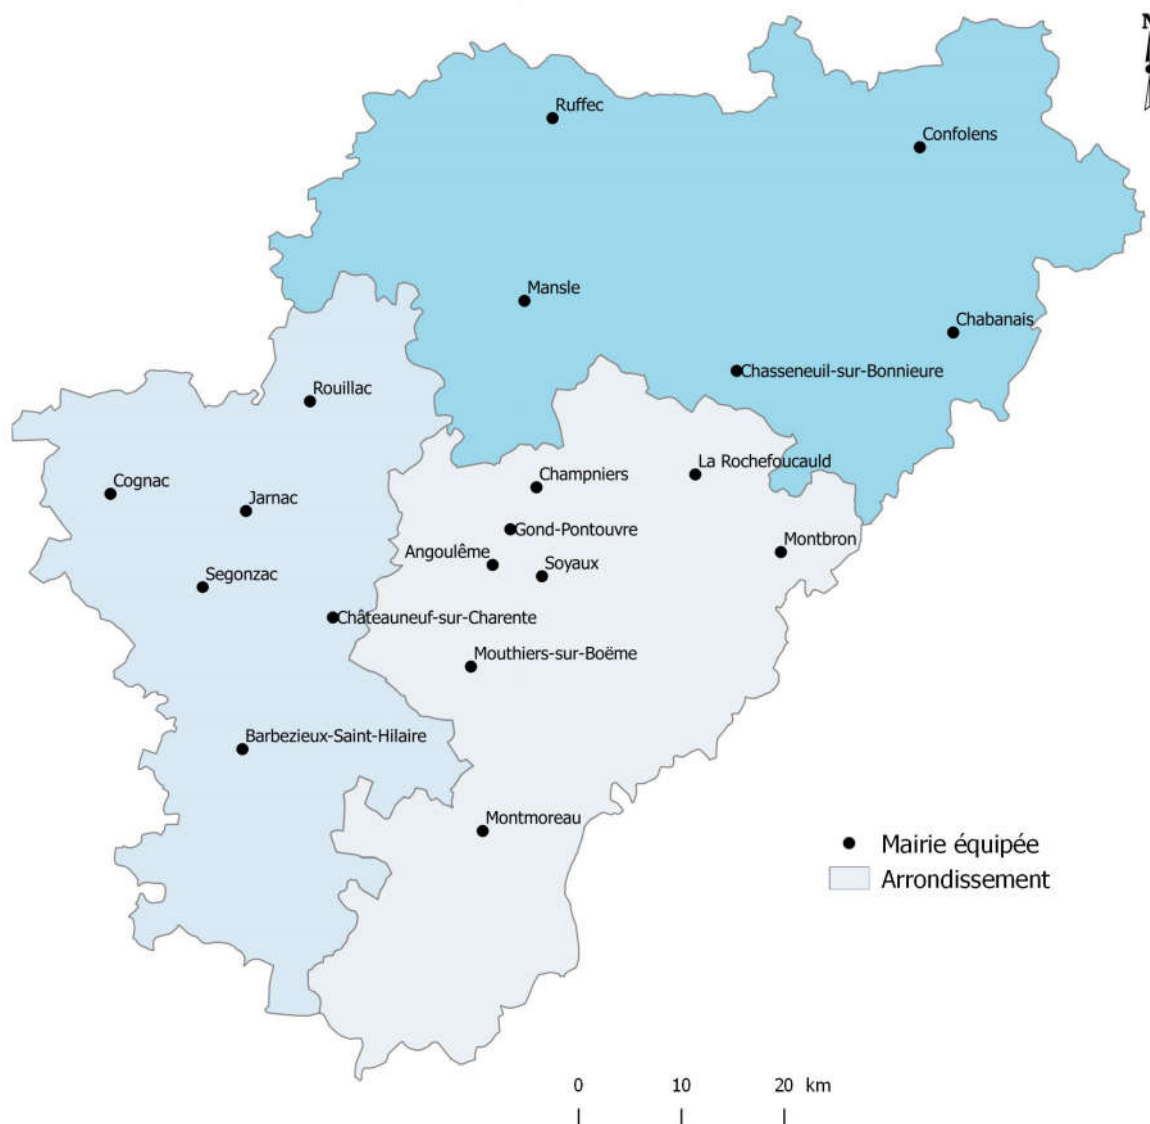 N
Ruffec
Confolens
Mansle
Chabanais
Chasseneuil-sur-Bonnieure
Rouillac
La Rochefoucauld
Champniers
Cognac
Jarnac
Gond-Pontouvre
Montbron
Angoulême
Soyaux
Segonzac
Châteauneuf-sur-Charente
Mouthiers-sur-Boëme
Barbezieux-Saint-Hilaire
Montmoreau
Mairie équipée
Arrondissement
0 10 20 km